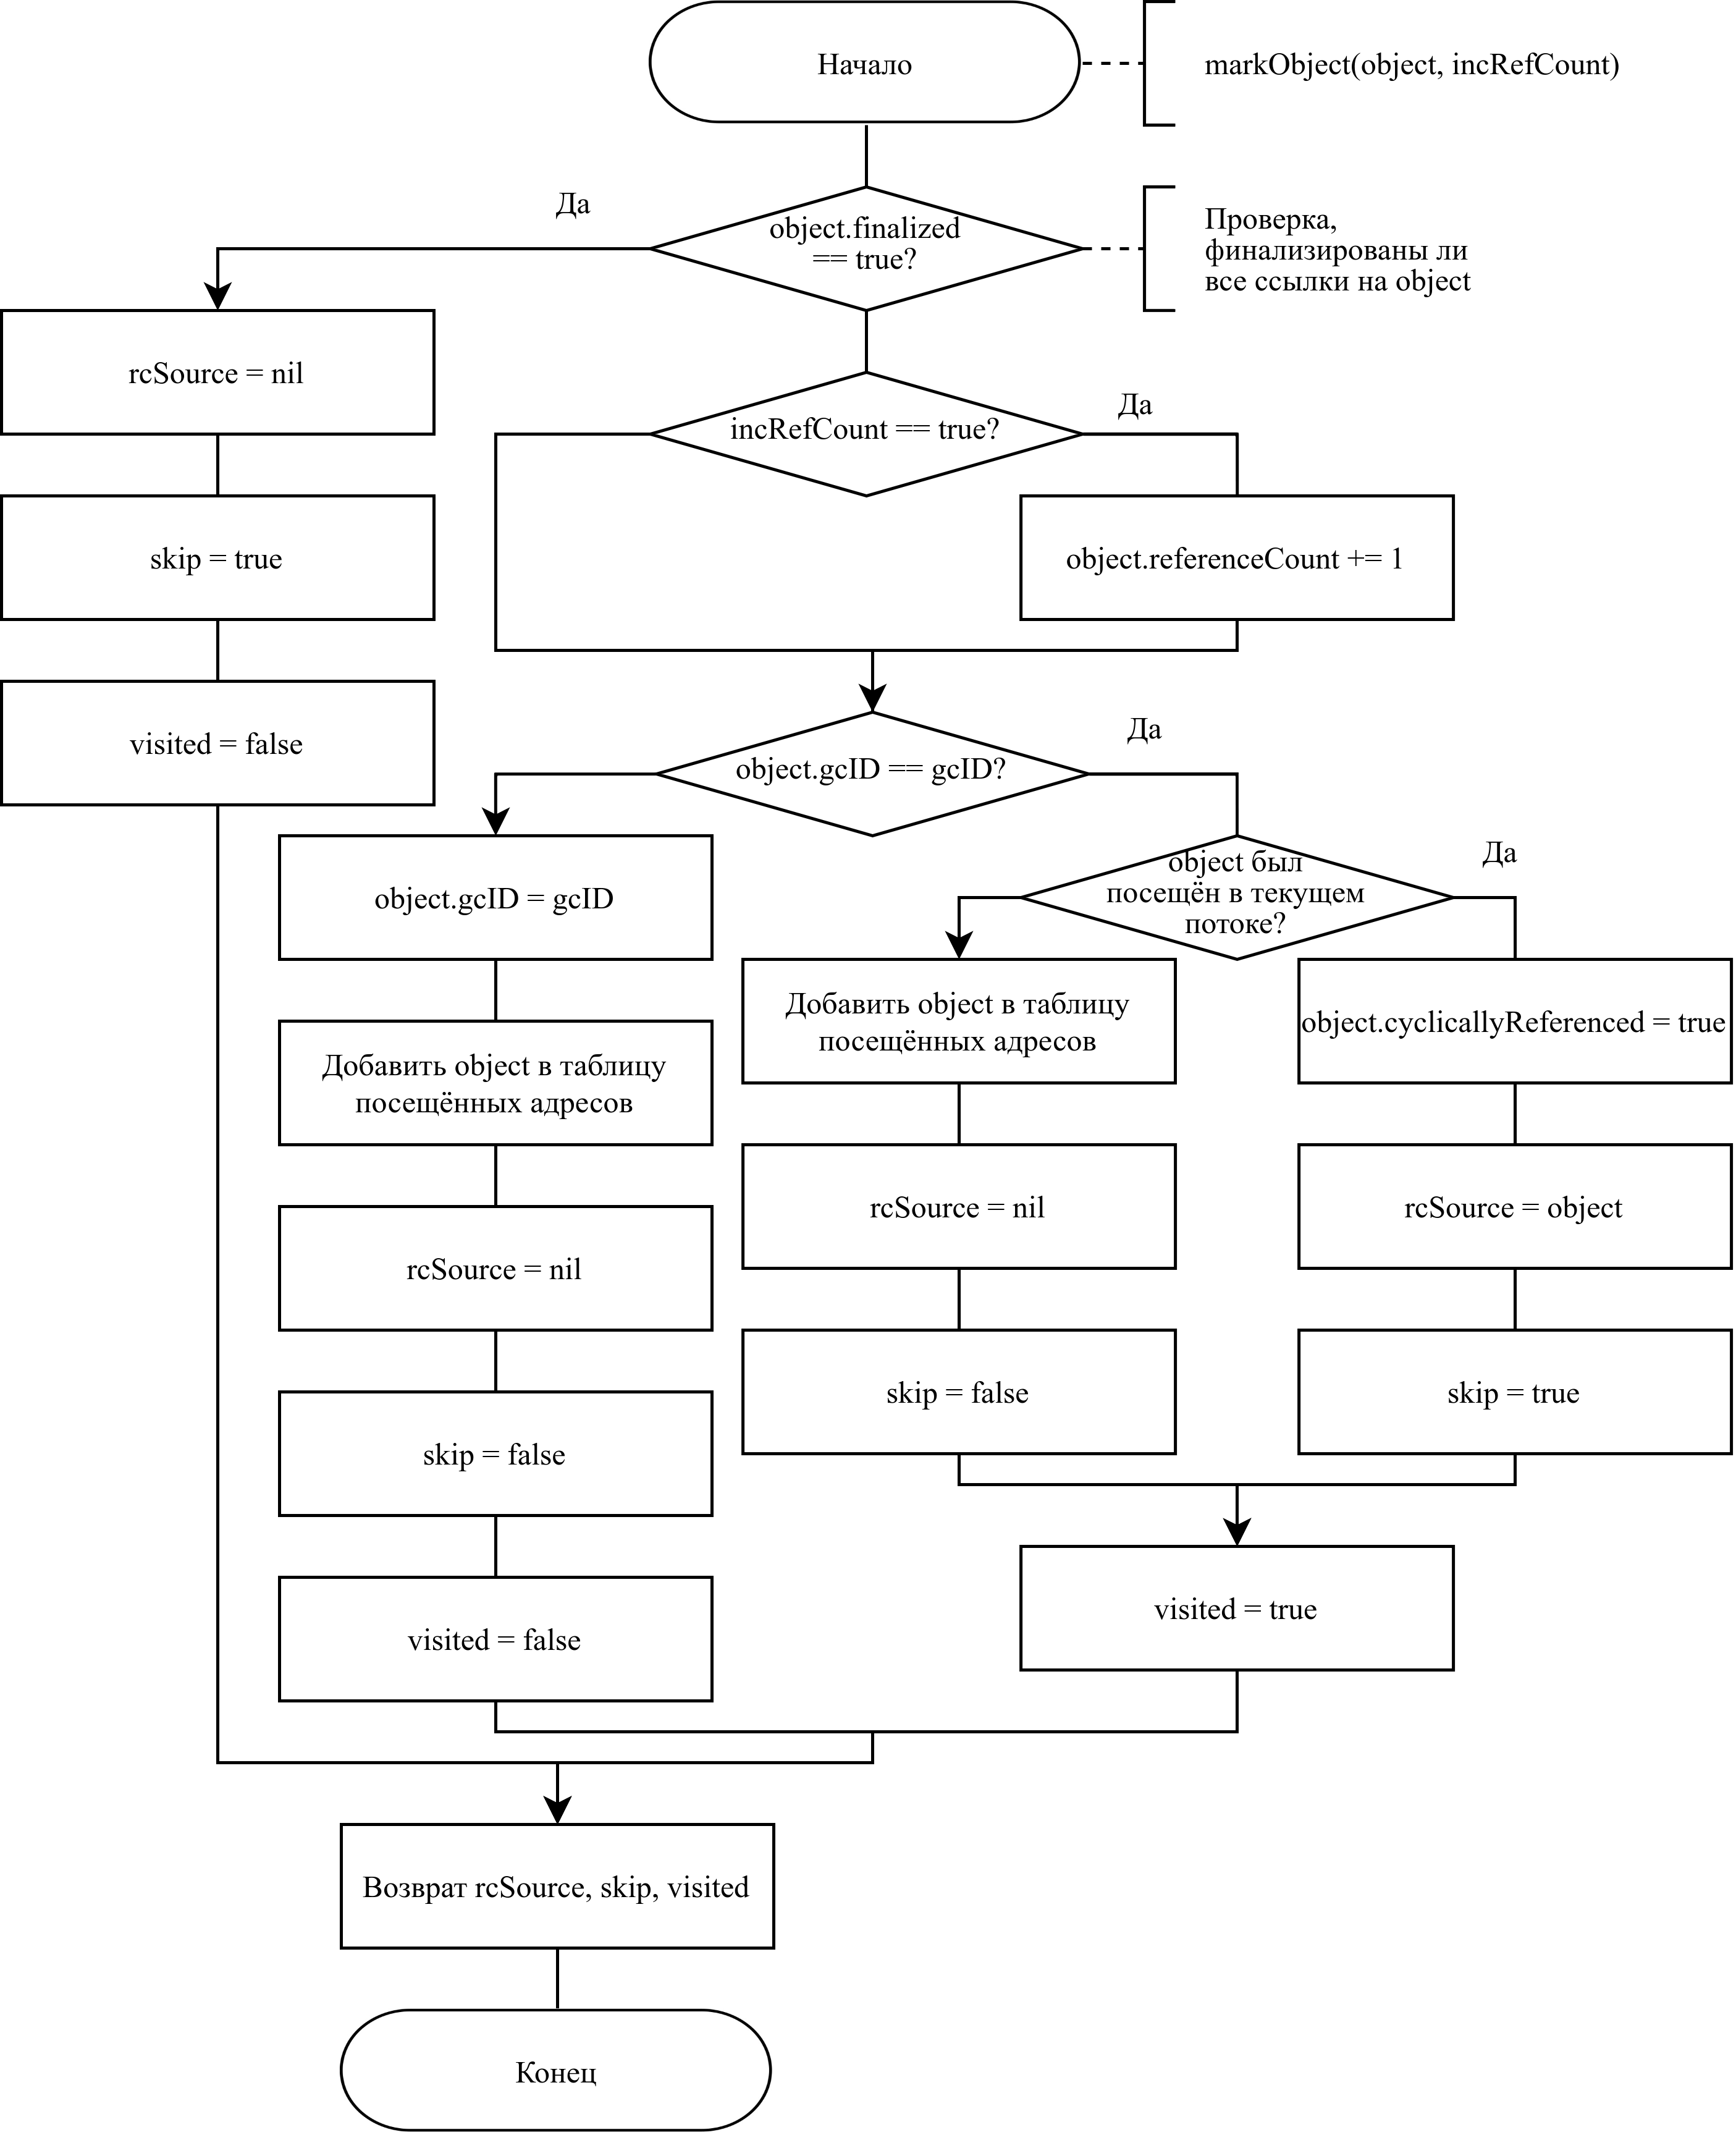 Начало
markObject(object, incRefCount)
Да
object.finalized
== true?
Проверка,
финализированы ли
все ссылки на object
rcSource = nil
incRefCount == true?
Да
skip = true
object.referenceCount += 1
visited = false
object.gcID == gcID?
Да
object.gcID = gcID
object был
посещён в текущем
потоке?
Да
Добавить object в таблицу
посещённых адресов
object.cyclicallyReferenced = true
Добавить object в таблицу
посещённых адресов
rcSource = nil
rcSource = object
rcSource = nil
skip = false
skip = true
skip = false
visited = true
visited = false
Возврат rcSource, skip, visited
Конец